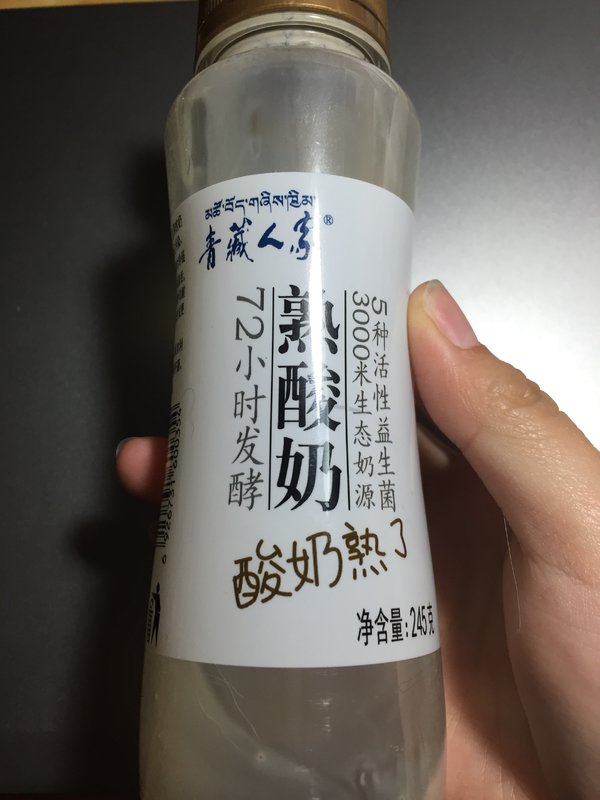 མཚོ་བོད་གཞིས་ཁྱིམ།
青藏人家®
5种活性益生菌
3000米生态奶源
熟酸奶
72小时发酵
酸奶熟了
净含量:245克